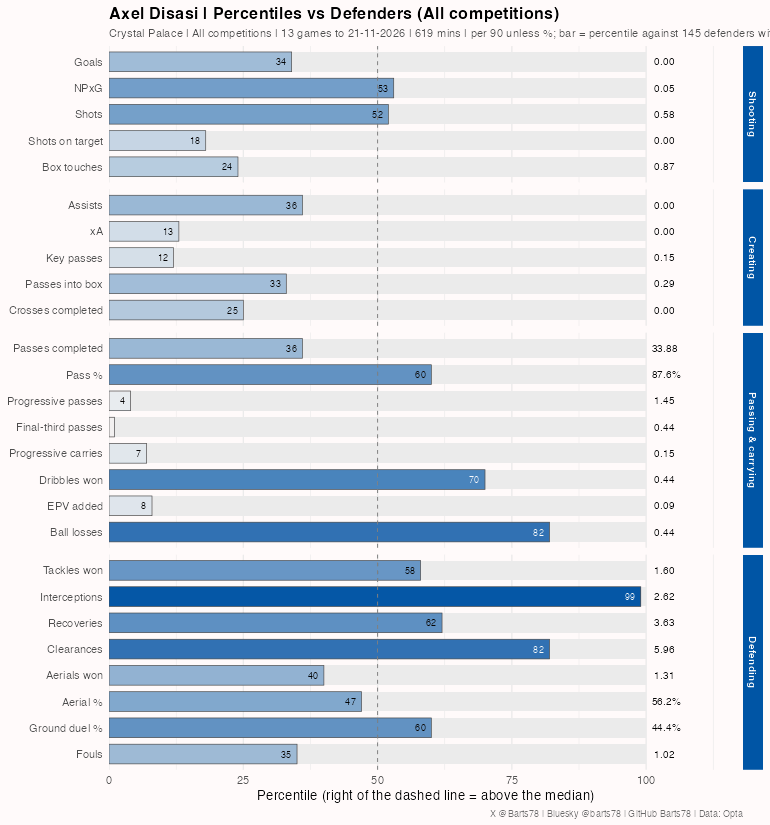 Axel Disasi | Percentiles vs Defenders (All competitions)
Crystal Palace | All competitions | 13 games to 21-11-2026 | 619 mins | per 90 unless %; bar = percentile against 145 defenders wi
Goals 34 0.00
NPxG 53 0.05
Shots 52 0.58
Shots on target 18 0.00
Box touches 24 0.87
Shooting
Assists 36 0.00
xA 13 0.00
Key passes 12 0.15
Passes into box 33 0.29
Crosses completed 25 0.00
Creating
Passes completed 36 33.88
Pass % 60 87.6%
Progressive passes 4 1.45
Final-third passes 0.44
Progressive carries 7 0.15
Dribbles won 70 0.44
EPV added 8 0.09
Ball losses 82 0.44
Passing & carrying
Tackles won 58 1.60
Interceptions 99 2.62
Recoveries 62 3.63
Clearances 82 5.96
Aerials won 40 1.31
Aerial % 47 56.2%
Ground duel % 60 44.4%
Fouls 35 1.02
Defending
0 25 50 75 100
Percentile (right of the dashed line = above the median)
X @Barts78 | Bluesky @barts78 | GitHub Barts78 | Data: Opta